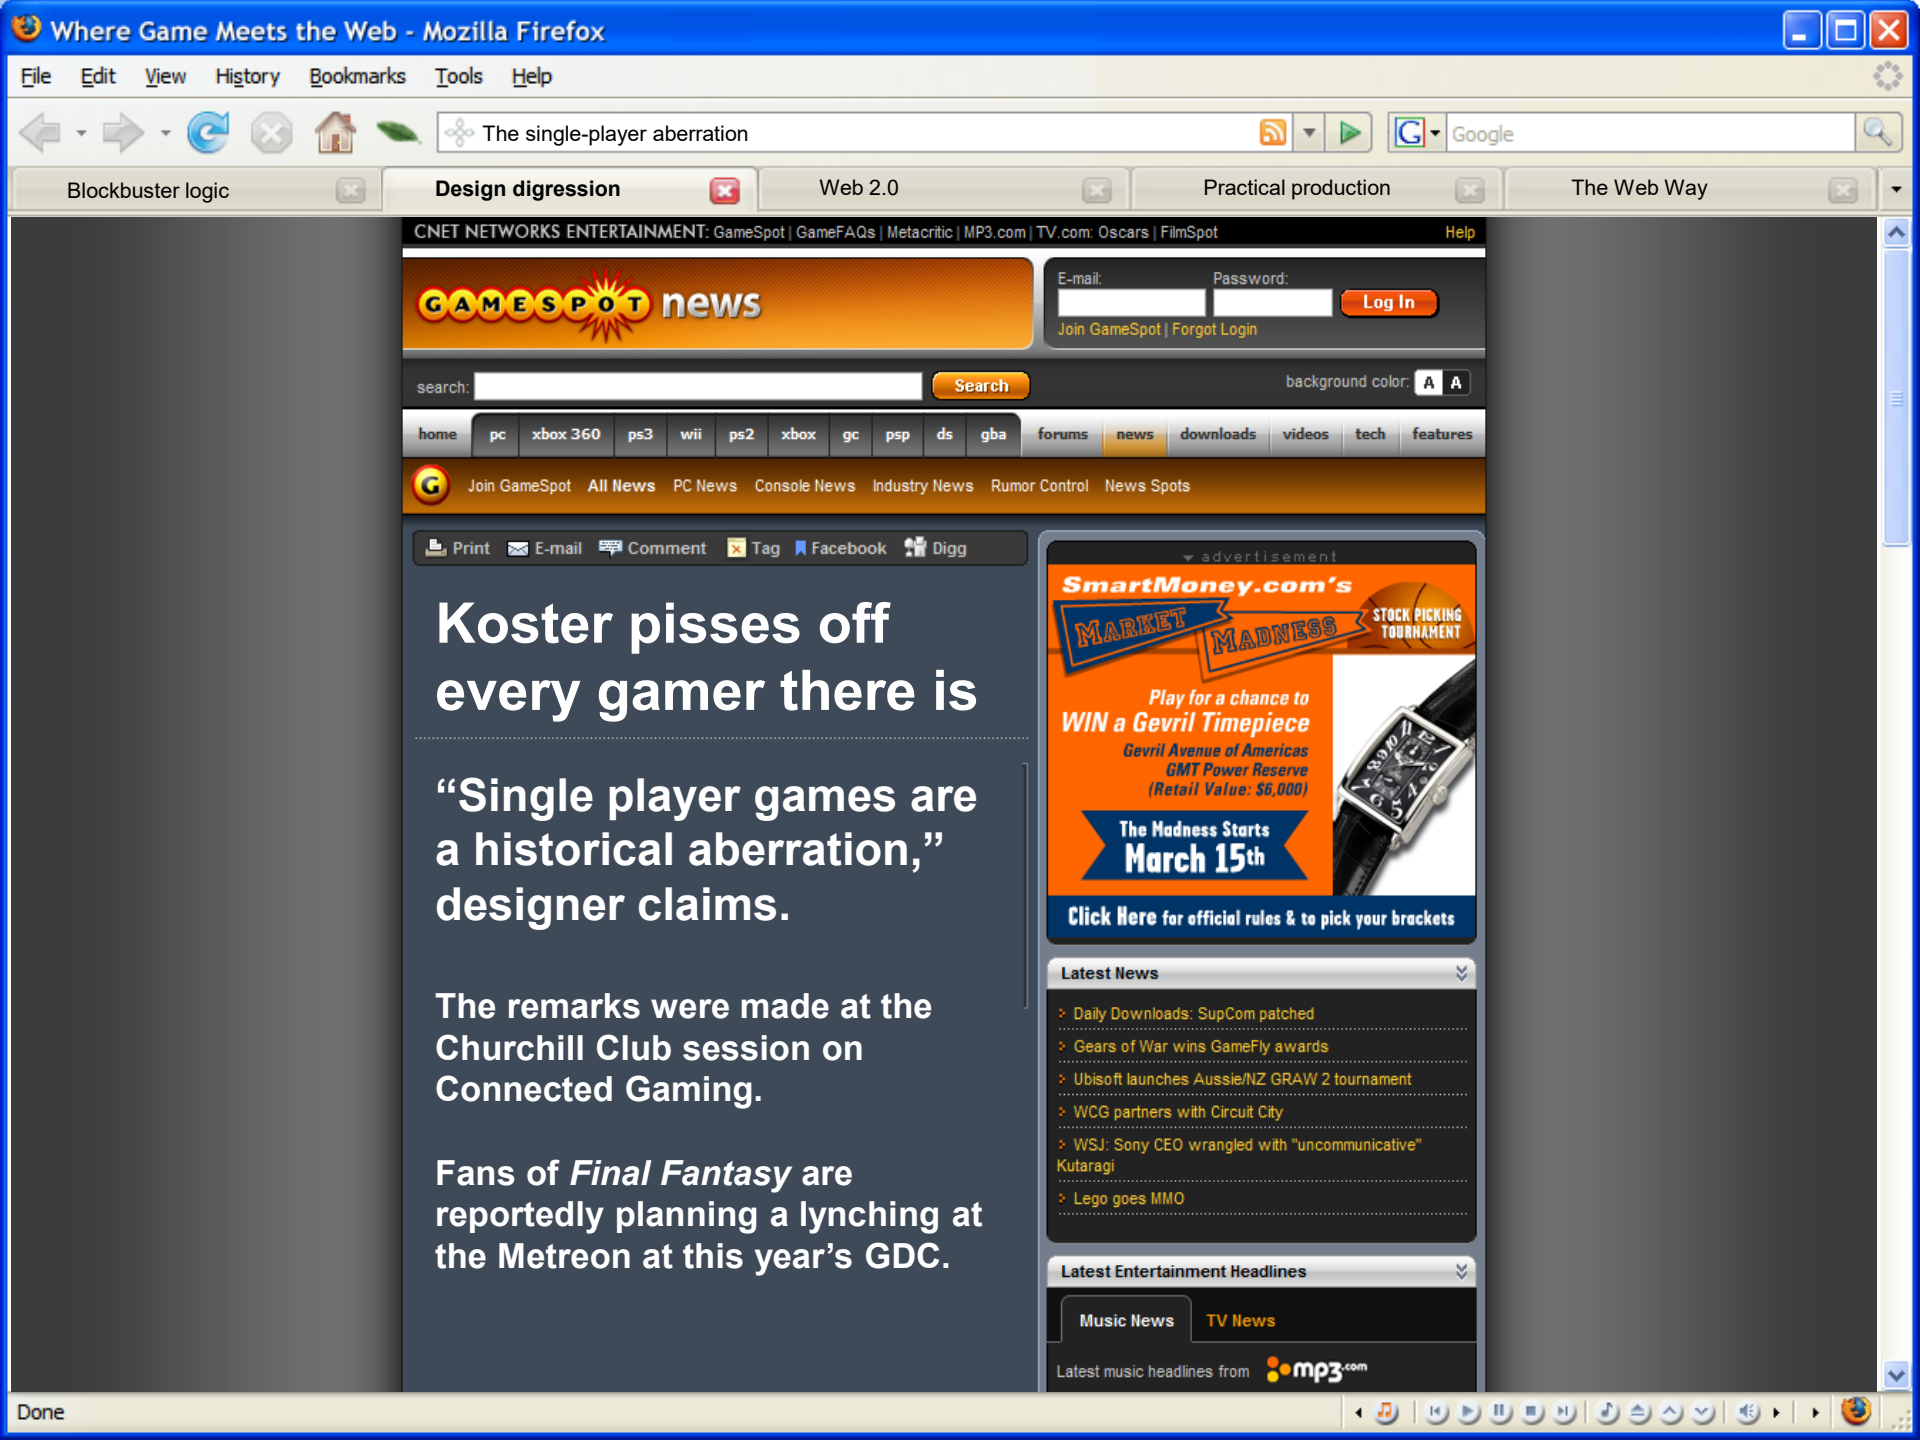 Where Game Meets the Web - Mozilla Firefox
File Edit View History Bookmarks Tools Help
The single-player aberration
G Google
Blockbuster logic Design digression Web 2.0 Practical production The Web Way
CNET NETWORKS ENTERTAINMENT: GameSpot | GameFAQs | Metacritic | MP3.com | TV.com: Oscars | FilmSpot Help
GAMESPOT news
E-mail: Password:
Log In
Join GameSpot | Forgot Login
search: Search background color: A A
home pc xbox 360 ps3 wii ps2 xbox gc psp ds gba forums news downloads videos tech features
G Join GameSpot All News PC News Console News Industry News Rumor Control News Spots
Print E-mail Comment Tag Facebook Digg
Koster pisses off
every gamer there is
“Single player games are
a historical aberration,”
designer claims.
The remarks were made at the
Churchill Club session on
Connected Gaming.
Fans of Final Fantasy are
reportedly planning a lynching at
the Metreon at this year’s GDC.
advertisement
SmartMoney.com's
MARKET MADNESS
STOCK PICKING
TOURNAMENT
Play for a chance to
WIN a Gevril Timepiece
Gevril Avenue of Americas
GMT Power Reserve
(Retail Value: $6,000)
The Madness Starts
March 15th
Click Here for official rules & to pick your brackets
Latest News
Daily Downloads: SupCom patched
Gears of War wins GameFly awards
Ubisoft launches Aussie/NZ GRAW 2 tournament
WCG partners with Circuit City
WSJ: Sony CEO wrangled with "uncommunicative"
Kutaragi
Lego goes MMO
Latest Entertainment Headlines
Music News TV News
Latest music headlines from mp3.com
Done